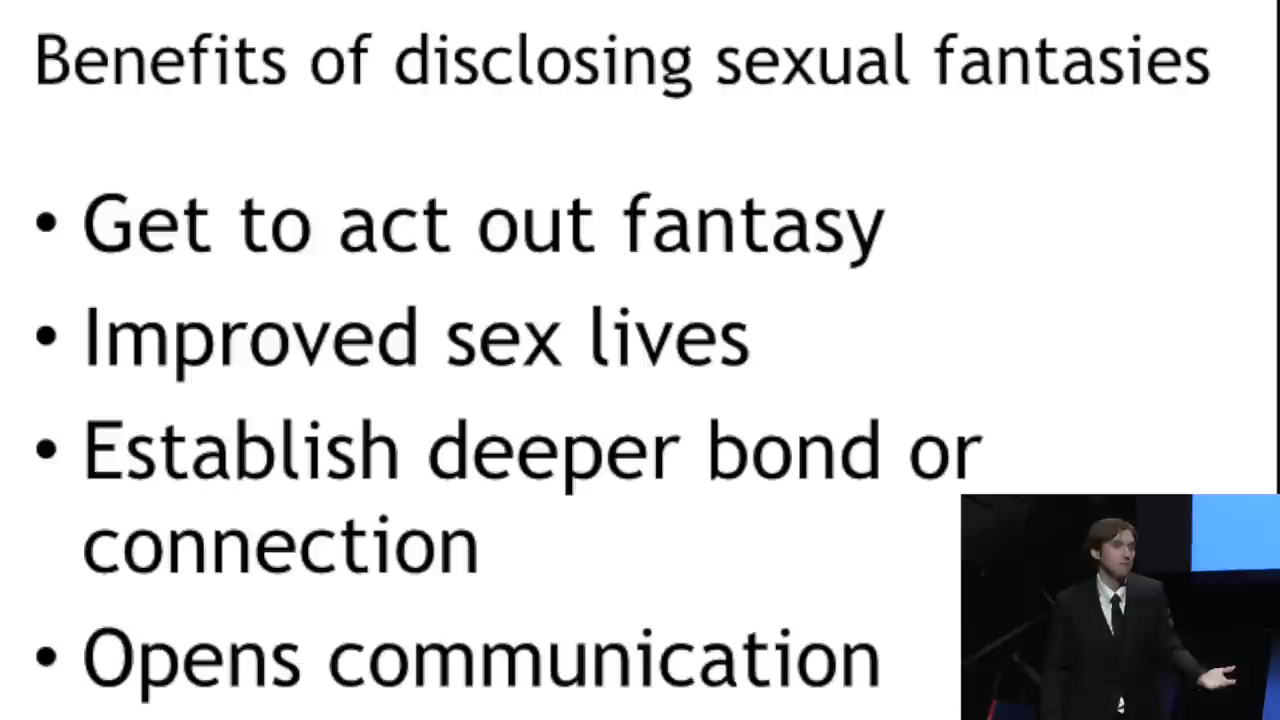 Benefits of disclosing sexual fantasies
• Get to act out fantasy
• Improved sex lives
• Establish deeper bond or
connection
• Opens communication